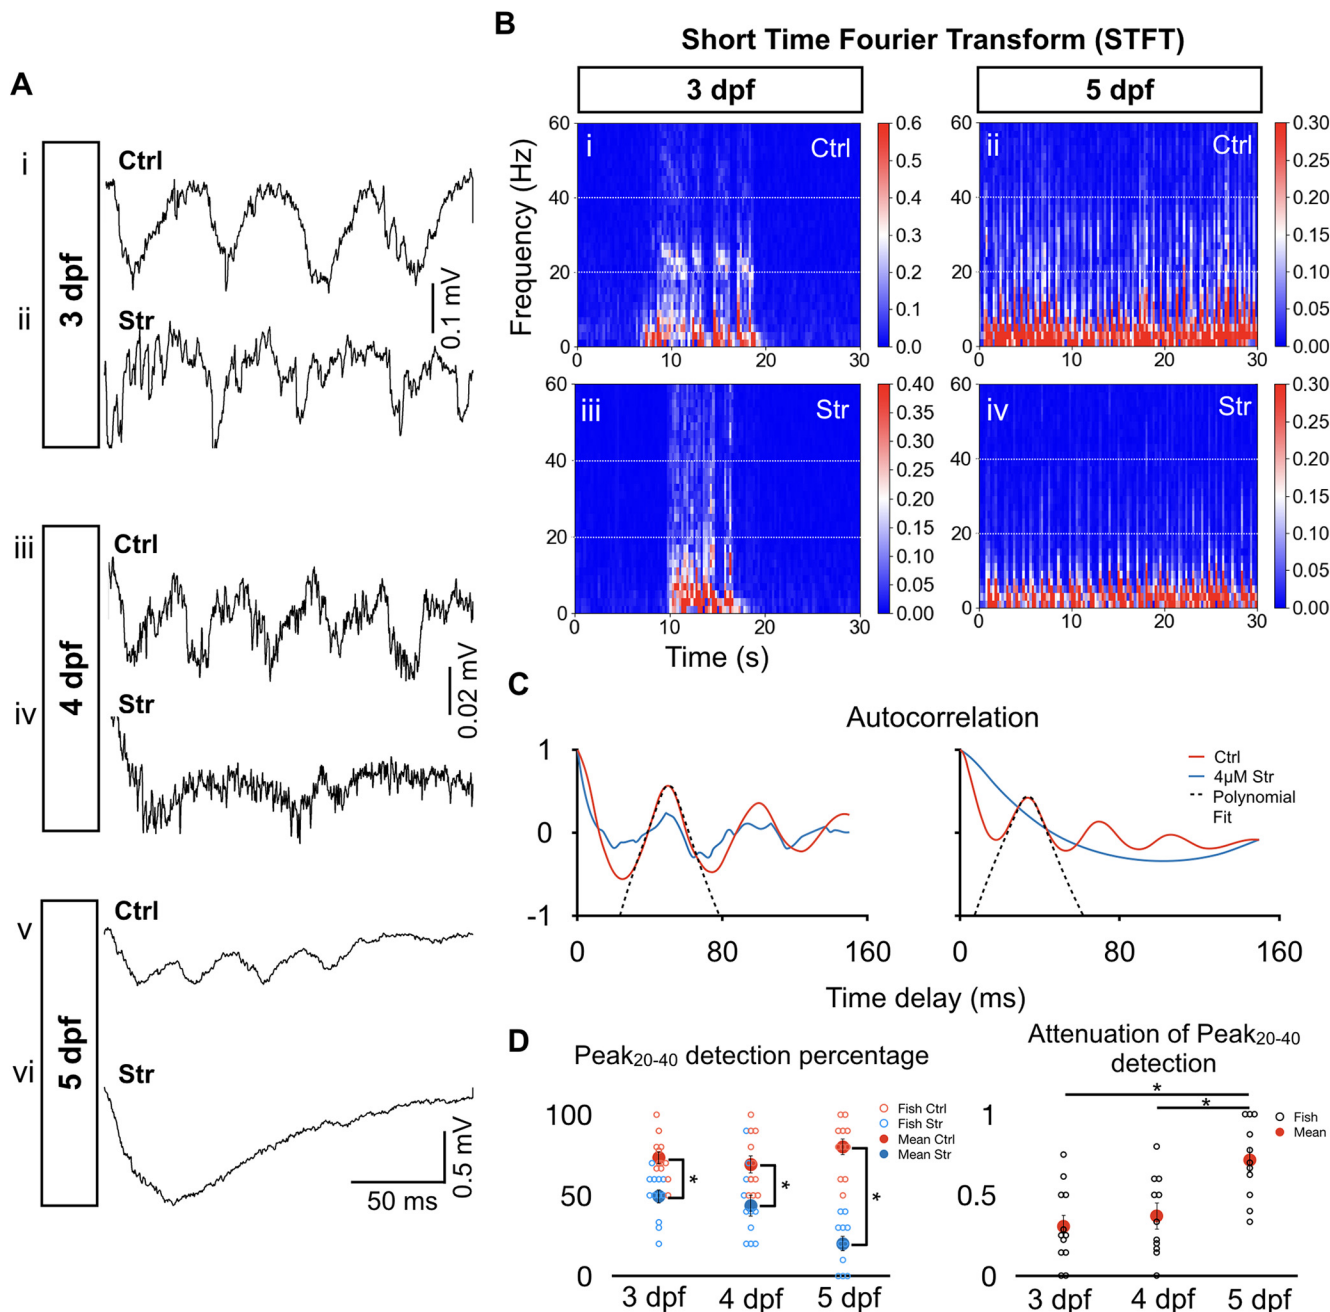 A
3 dpf
i
Ctrl
0.1 mV
ii
Str
4 dpf
iii
Ctrl
0.02 mV
iv
Str
5 dpf
v
Ctrl
vi
Str
0.5 mV
50 ms
B
Short Time Fourier Transform (STFT)
3 dpf
5 dpf
Frequency (Hz)
60
40
20
0
i
Ctrl
0 10 20 30
0.6
0.5
0.4
0.3
0.2
0.1
0.0
60
40
20
0
ii
Ctrl
0 10 20 30
0.30
0.25
0.20
0.15
0.10
0.05
0.00
60
40
20
0
iii
Str
0 10 20 30
0.40
0.35
0.30
0.25
0.20
0.15
0.10
0.05
0.00
60
40
20
0
iv
Str
0 10 20 30
0.30
0.25
0.20
0.15
0.10
0.05
0.00
Time (s)
C
Autocorrelation
1
0
-1
0 80 160
0 80 150
Ctrl
4μM Str
Polynomial
Fit
Time delay (ms)
D
Peak20-40 detection percentage
100
50
0
* * *
3 dpf 4 dpf 5 dpf
Fish Ctrl
Fish Str
Mean Ctrl
Mean Str
Attenuation of Peak20-40
detection
1
0.5
0
*
*
3 dpf 4 dpf 5 dpf
Fish
Mean